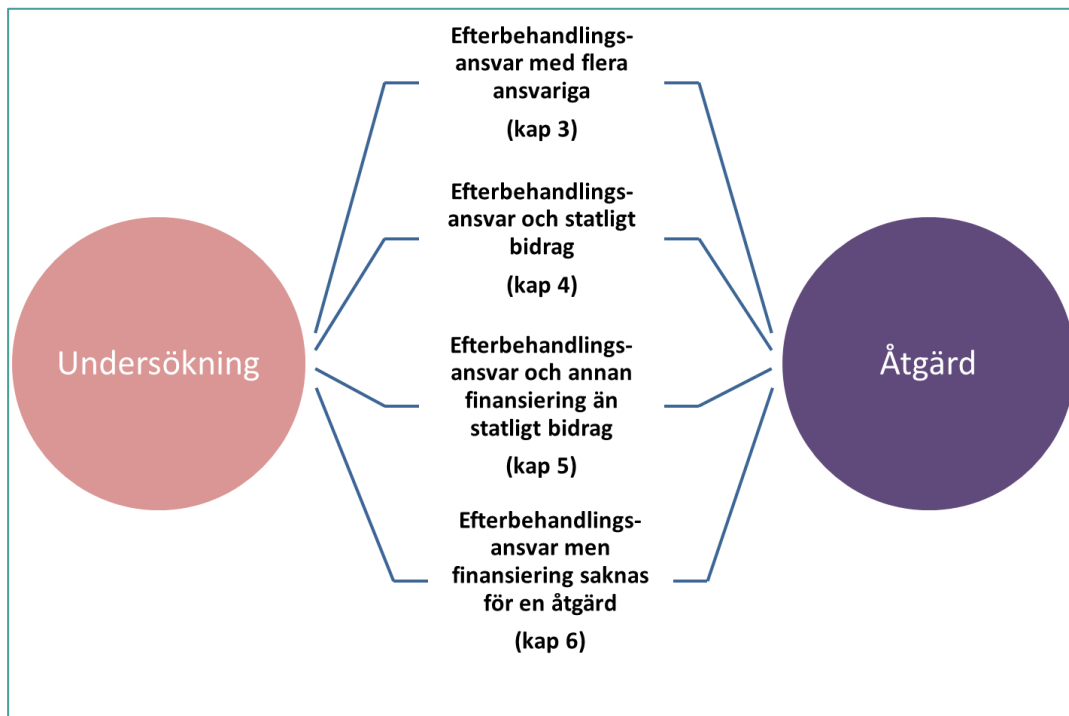 Efterbehandlings-
ansvar med flera
ansvariga
(kap 3)
Efterbehandlings-
ansvar och statligt
bidrag
(kap 4)
Undersökning
Efterbehandlings-
ansvar och annan
finansiering än
statligt bidrag
(kap 5)
Åtgärd
Efterbehandlings-
ansvar men
finansiering saknas
för en åtgärd
(kap 6)